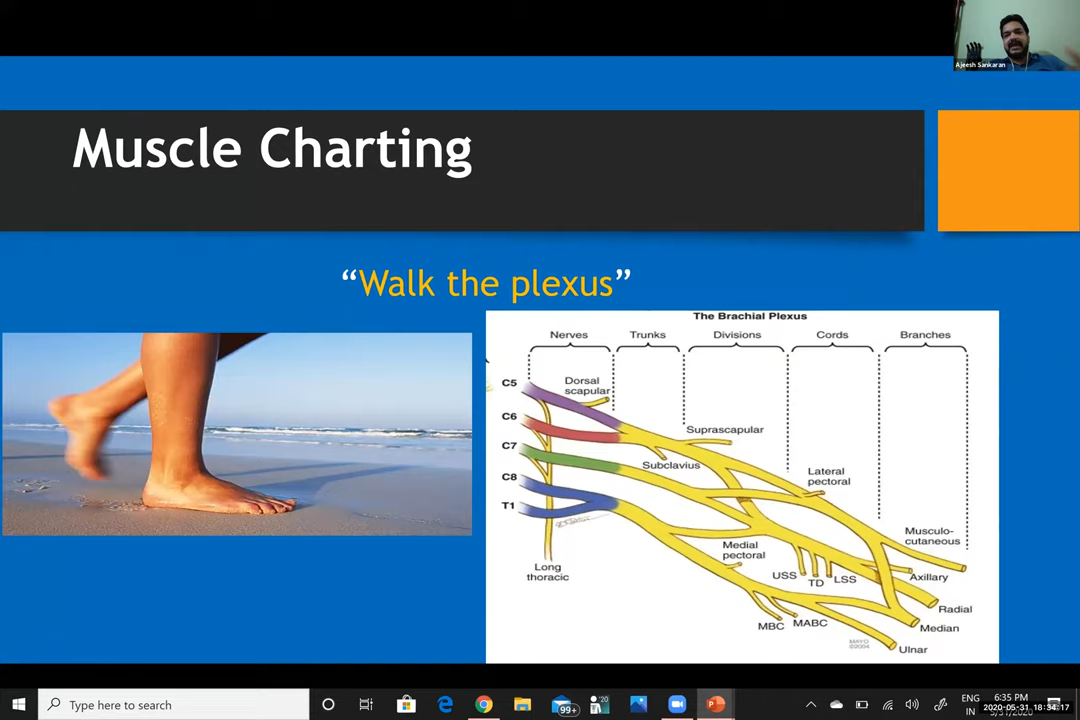 Ajeesh Sankaran
Muscle Charting
“Walk the plexus”
The Brachial Plexus
Nerves
Trunks
Divisions
Cords
Branches
C5
Dorsal
scapular
C6
Suprascapular
C7
Subclavius
C8
Lateral
pectoral
T1
Musculo-
cutaneous
Medial
pectoral
Long
thoracic
USS
TD
LSS
Axillary
Radial
MBC
MABC
Median
MAYO
©2004
Ulnar
Type here to search
99+
'20
ENG
IN
6:35 PM
2020-05-31 18:34:17